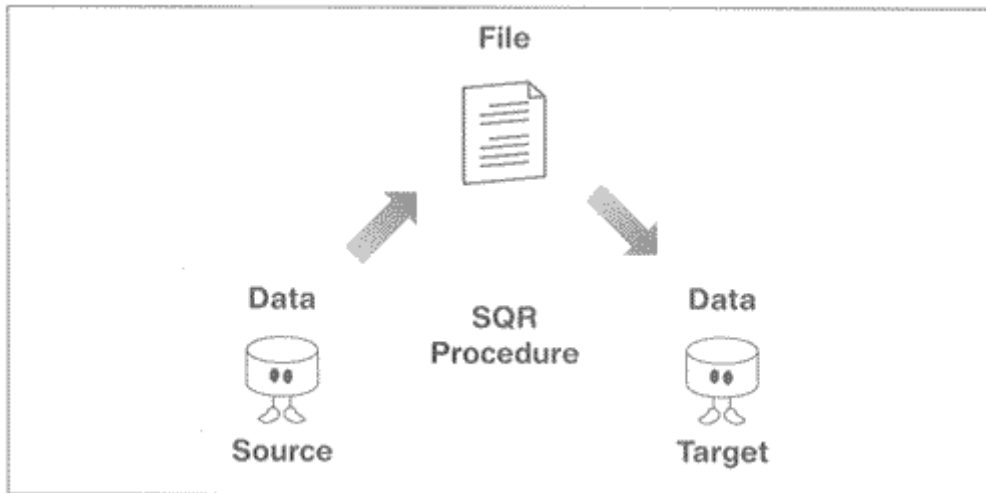 File
Data
Source
SQR
Procedure
Data
Target